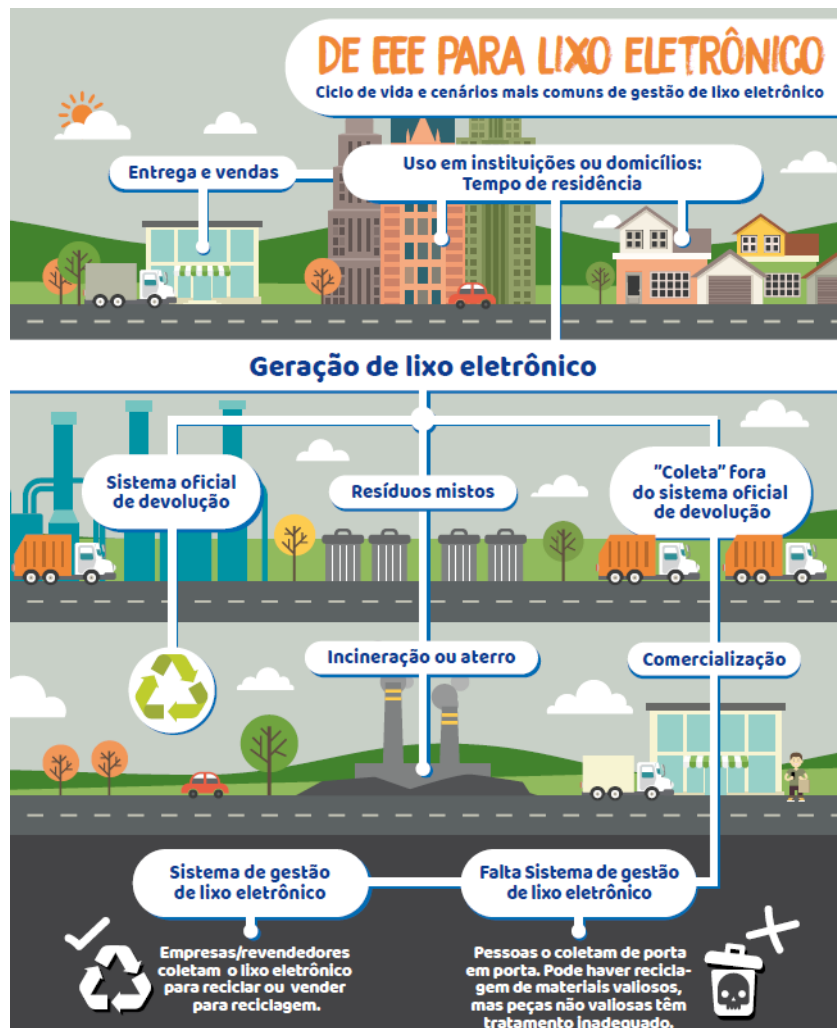 DE EEE PARA LIXO ELETRÔNICO
Ciclo de vida e cenários mais comuns de gestão de lixo eletrônico
Entrega e vendas
Uso em instituições ou domicílios:
Tempo de residência
Geração de lixo eletrônico
Sistema oficial
de devolução
Resíduos mistos
"Coleta" fora
do sistema oficial
de devolução
Incineração ou aterro
Comercialização
Sistema de gestão
de lixo eletrônico
Empresas/revendedores
coletam o lixo eletrônico
para reciclar ou vender
para reciclagem.
Falta Sistema de gestão
de lixo eletrônico
Pessoas o coletam de porta
em porta. Pode haver recicla-
gem de materiais valiosos,
mas peças não valiosas têm
tratamento inadequado.